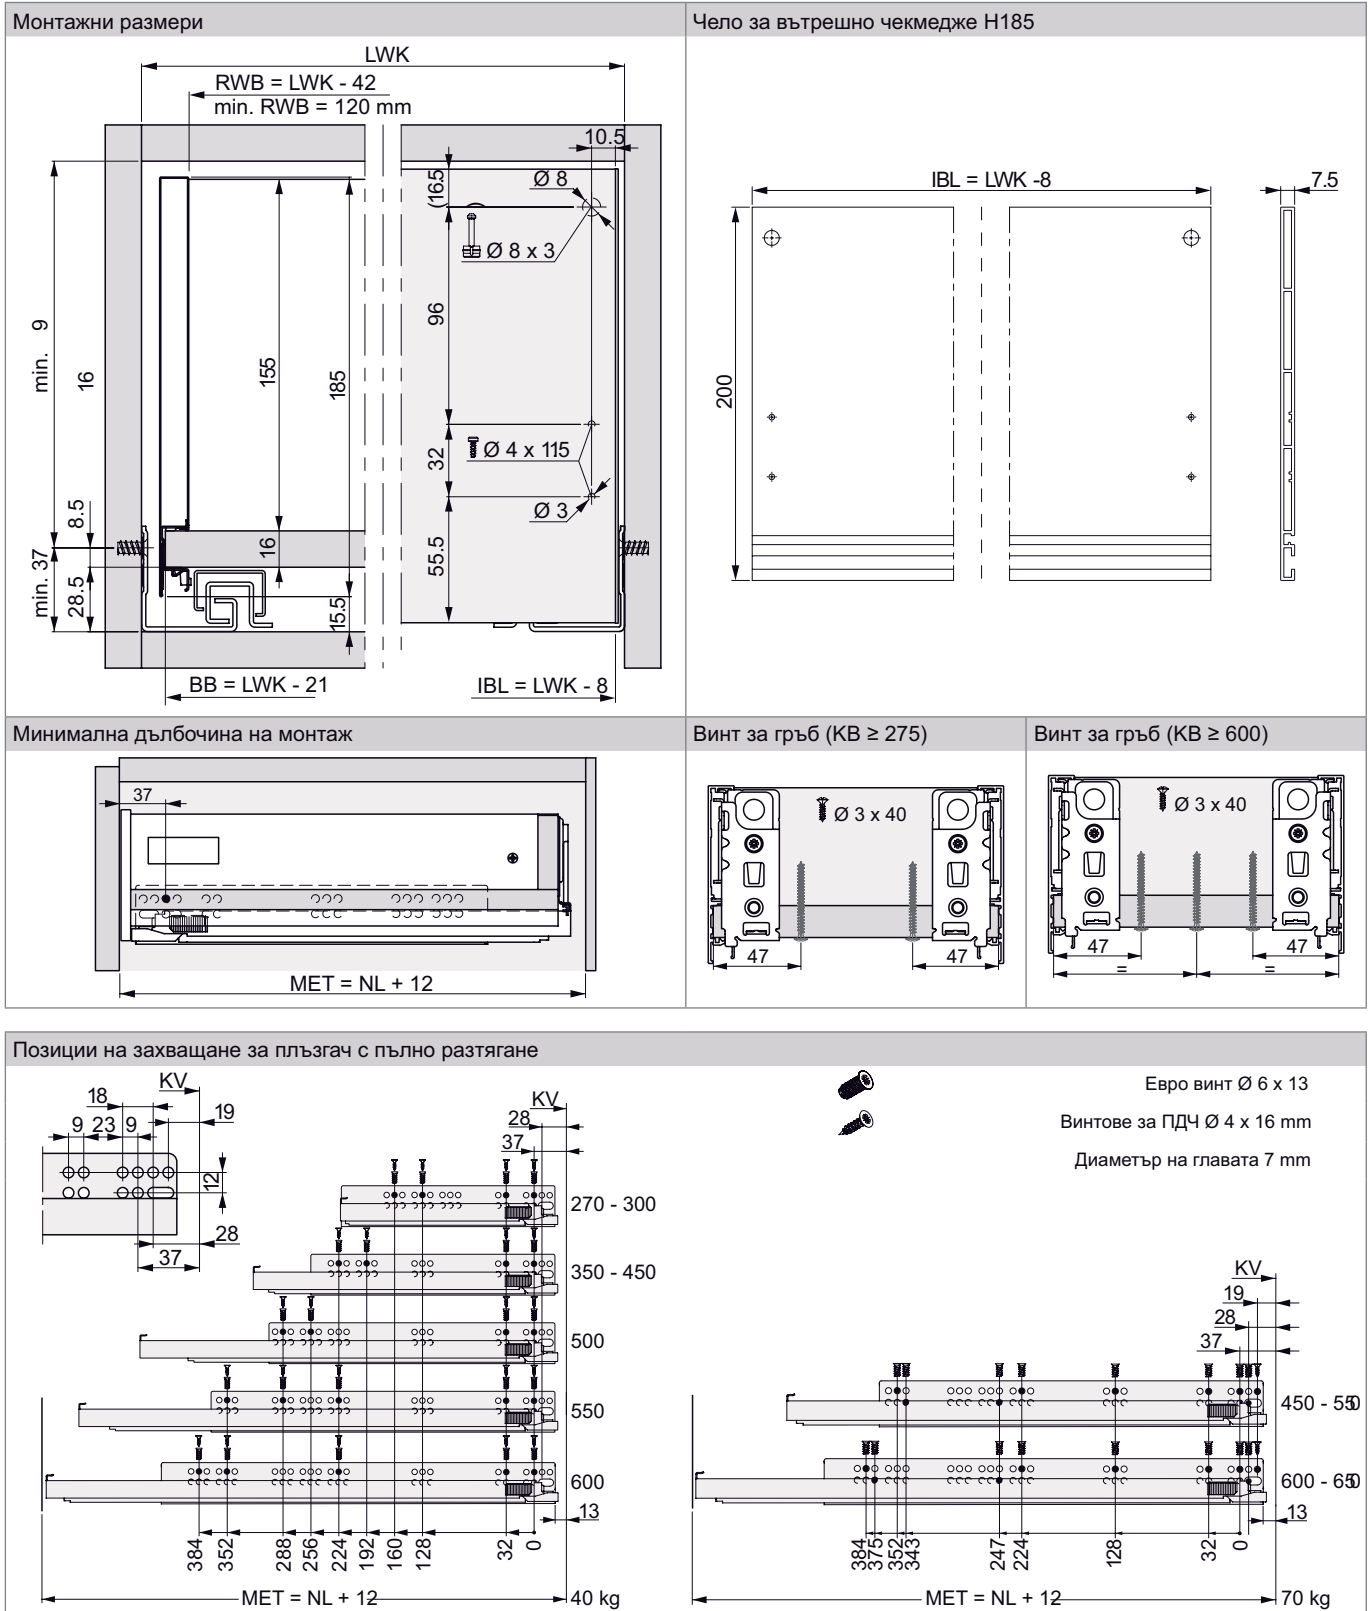 Монтажни размери
Чело за вътрешно чекмедже H185
LWK
RWB = LWK - 42
min. RWB = 120 mm
10.5
(16.5
Ø 8
Ø 8 x 3
96
min. 9
16
155
185
32
Ø 4 x 115
Ø 3
8.5
16
55.5
min. 37
28.5
15.5
BB = LWK - 21
IBL = LWK - 8
IBL = LWK -8
7.5
200
Минимална дълбочина на монтаж
Винт за гръб (KB ≥ 275)
Винт за гръб (KB ≥ 600)
37
MET = NL + 12
Ø 3 x 40
47
47
Ø 3 x 40
47
47
=
=
Позиции на захващане за плъзгач с пълно разтягане
KV
18
19
9
23
9
12
28
37
KV
28
37
270 - 300
350 - 450
500
550
600
13
384
352
288
256
224
192
160
128
32
0
MET = NL + 12
40 kg
Евро винт Ø 6 x 13
Винтове за ПДЧ Ø 4 x 16 mm
Диаметър на главата 7 mm
KV
19
28
37
450 - 550
600 - 650
13
384
375
352
343
247
224
128
32
0
MET = NL + 12
70 kg